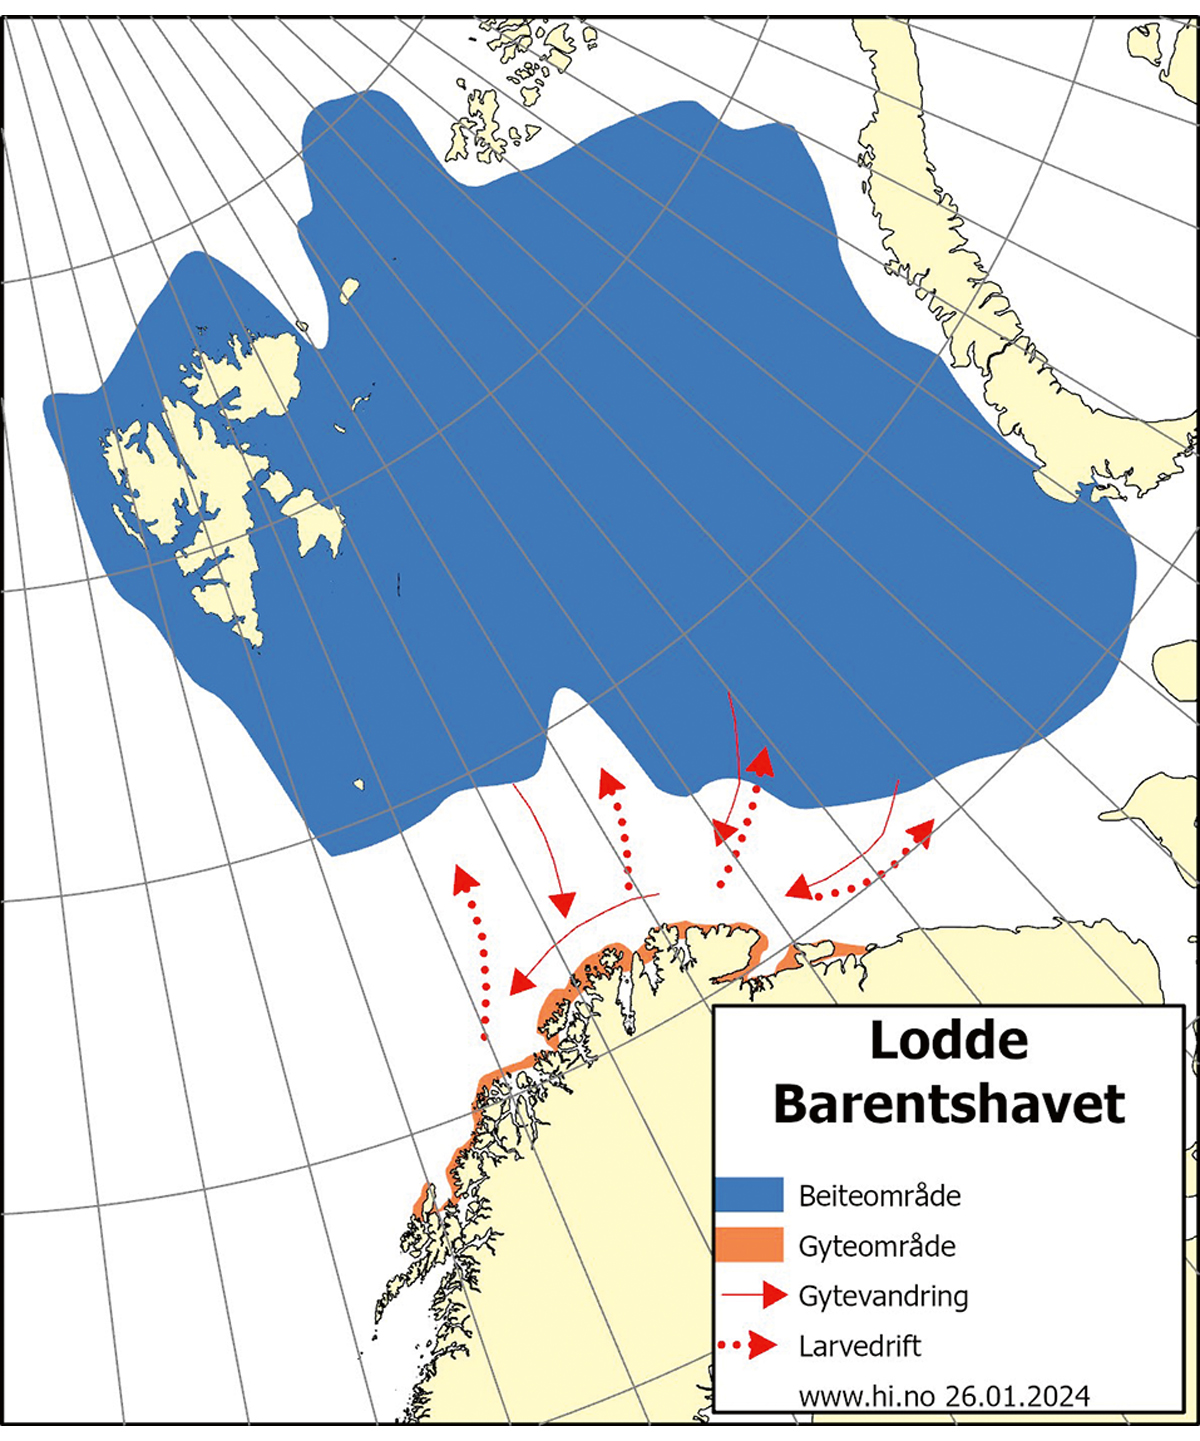 Lodde
Barentshavet
Beiteområde
Gyteområde
Gytevandring
Larvedrift
www.hi.no 26.01.2024